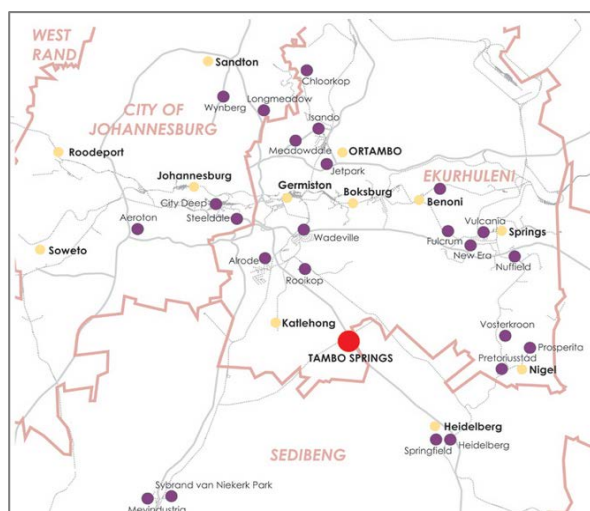 WEST
RAND
Sandton
Chloorkop
CITY OF
JOHANNESBURG
Wynberg
Longmeadow
Isando
Meadowdale
ORTAMBO
Roodeport
Jetpark
EKURHULENI
Johannesburg
Germiston
Boksburg
Benoni
City Deep
Steeldale
Aeroton
Vulcania
Springs
Wadeville
Fulcrum
New Era
Soweto
Alrode
Rooikop
Nuffield
Katlehong
Vosterkroon
Prosperita
TAMBO SPRINGS
Pretoriusstad
Nigel
Heidelberg
Springfield
Heidelberg
SEDIBENG
Sybrand van Niekerk Park
Meyindustria